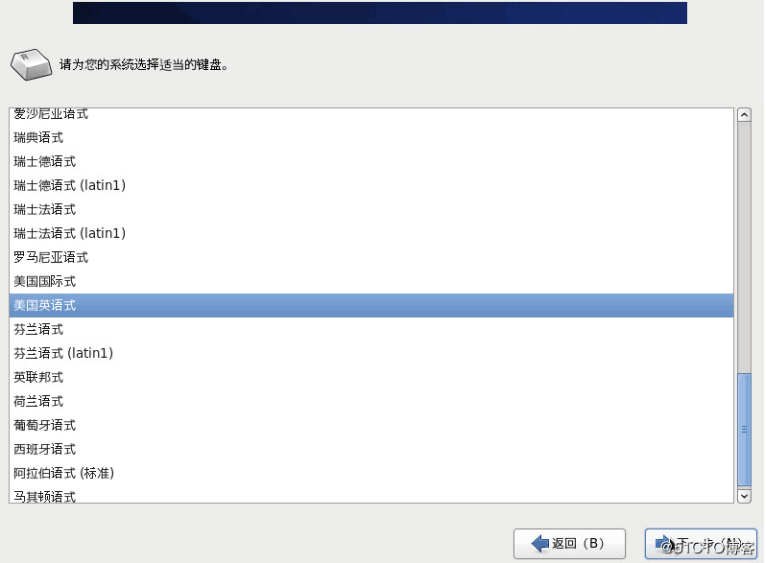 请为您的系统选择适当的键盘。
爱沙尼亚语式
瑞典语式
瑞士德语式
瑞士德语式 (latin1)
瑞士法语式
瑞士法语式 (latin1)
罗马尼亚语式
美国国际式
美国英语式
芬兰语式
芬兰语式 (latin1)
英联邦式
荷兰语式
葡萄牙语式
西班牙语式
阿拉伯语式 (标准)
马其顿语式
返回（B） 下一步（N）
@51CTO博客